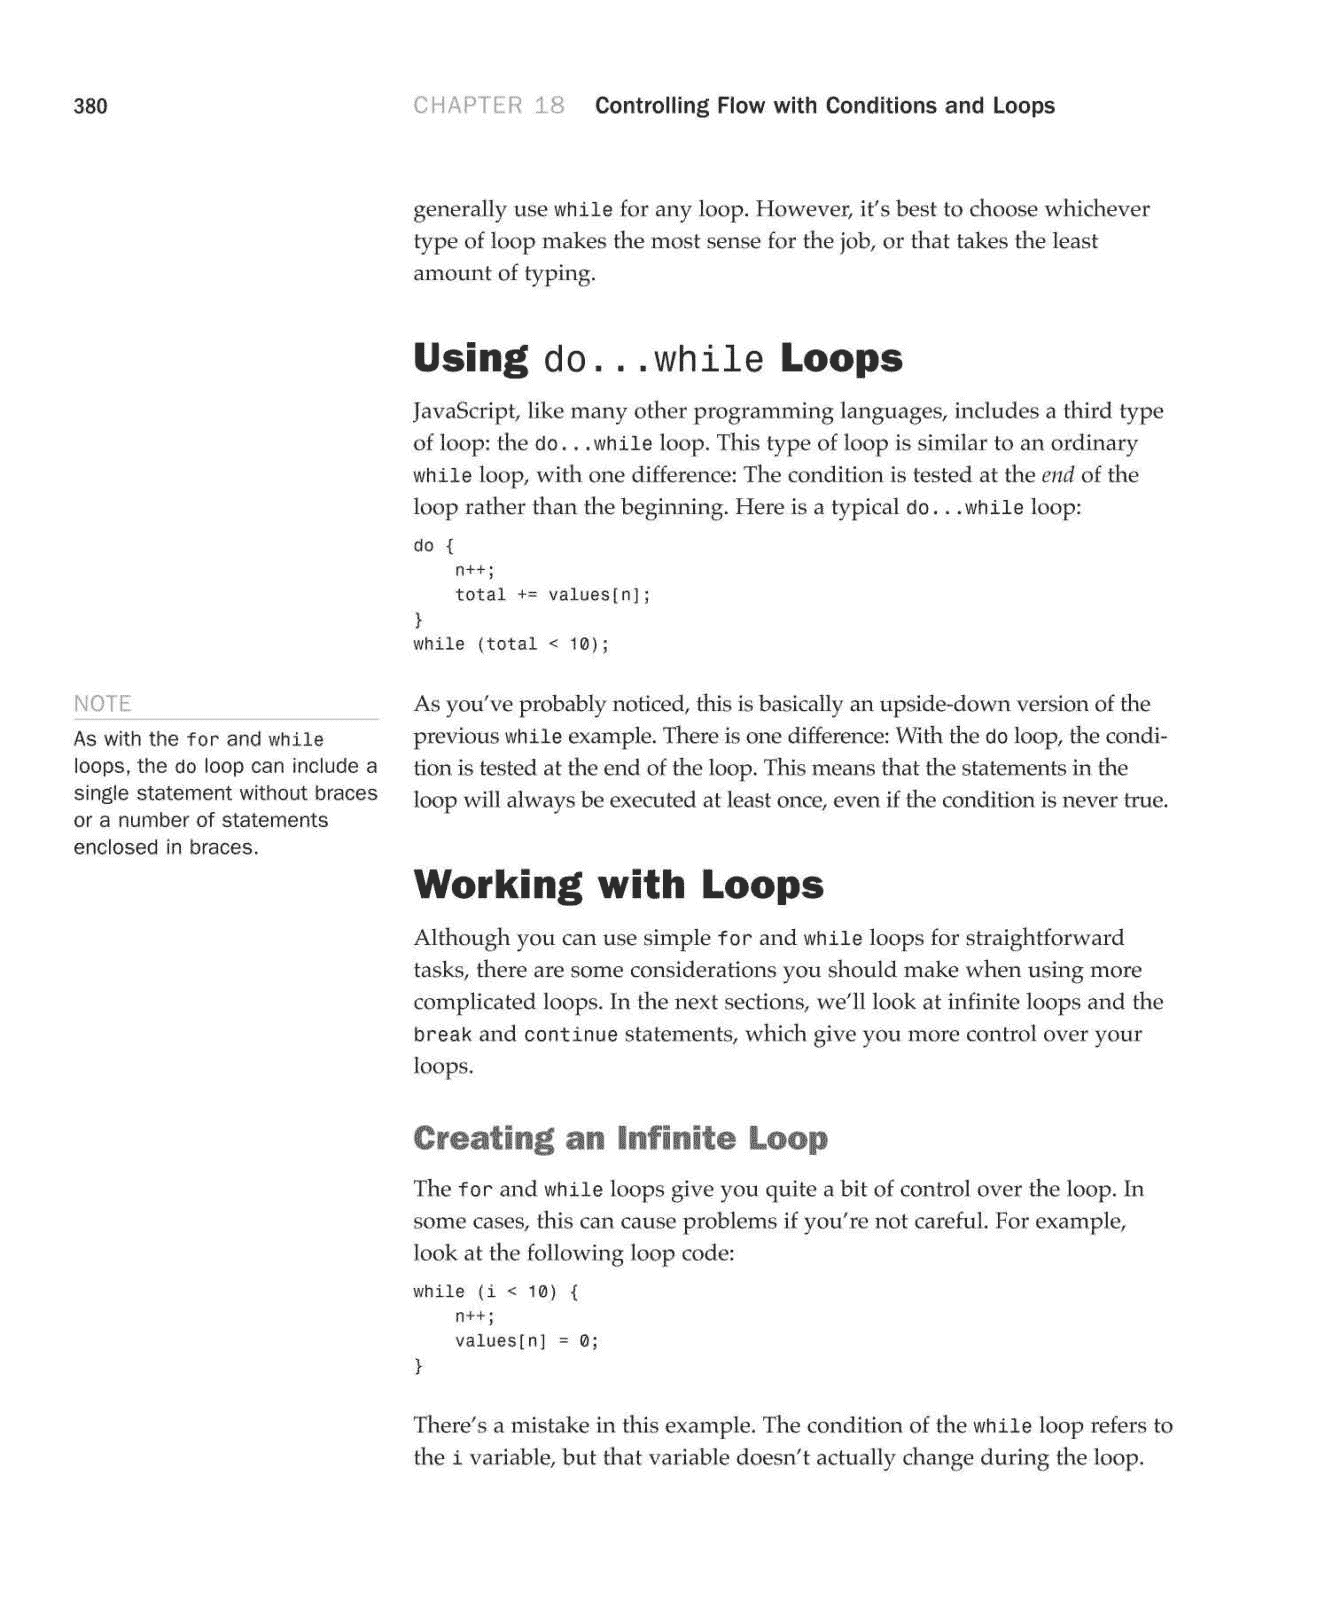 380
CHAPTER 18 Controlling Flow with Conditions and Loops
generally use while for any loop. However, it's best to choose whichever
type of loop makes the most sense for the job, or that takes the least
amount of typing.
Using do...while Loops
JavaScript, like many other programming languages, includes a third type
of loop: the do...while loop. This type of loop is similar to an ordinary
while loop, with one difference: The condition is tested at the end of the
loop rather than the beginning. Here is a typical do...while loop:
do {
    n++;
    total += values[n];
}
while (total < 10);
NOTE
As with the for and while
loops, the do loop can include a
single statement without braces
or a number of statements
enclosed in braces.
As you've probably noticed, this is basically an upside-down version of the
previous while example. There is one difference: With the do loop, the condi-
tion is tested at the end of the loop. This means that the statements in the
loop will always be executed at least once, even if the condition is never true.
Working with Loops
Although you can use simple for and while loops for straightforward
tasks, there are some considerations you should make when using more
complicated loops. In the next sections, we'll look at infinite loops and the
break and continue statements, which give you more control over your
loops.
Creating an Infinite Loop
The for and while loops give you quite a bit of control over the loop. In
some cases, this can cause problems if you're not careful. For example,
look at the following loop code:
while (i < 10) {
    n++;
    values[n] = 0;
}
There's a mistake in this example. The condition of the while loop refers to
the i variable, but that variable doesn't actually change during the loop.